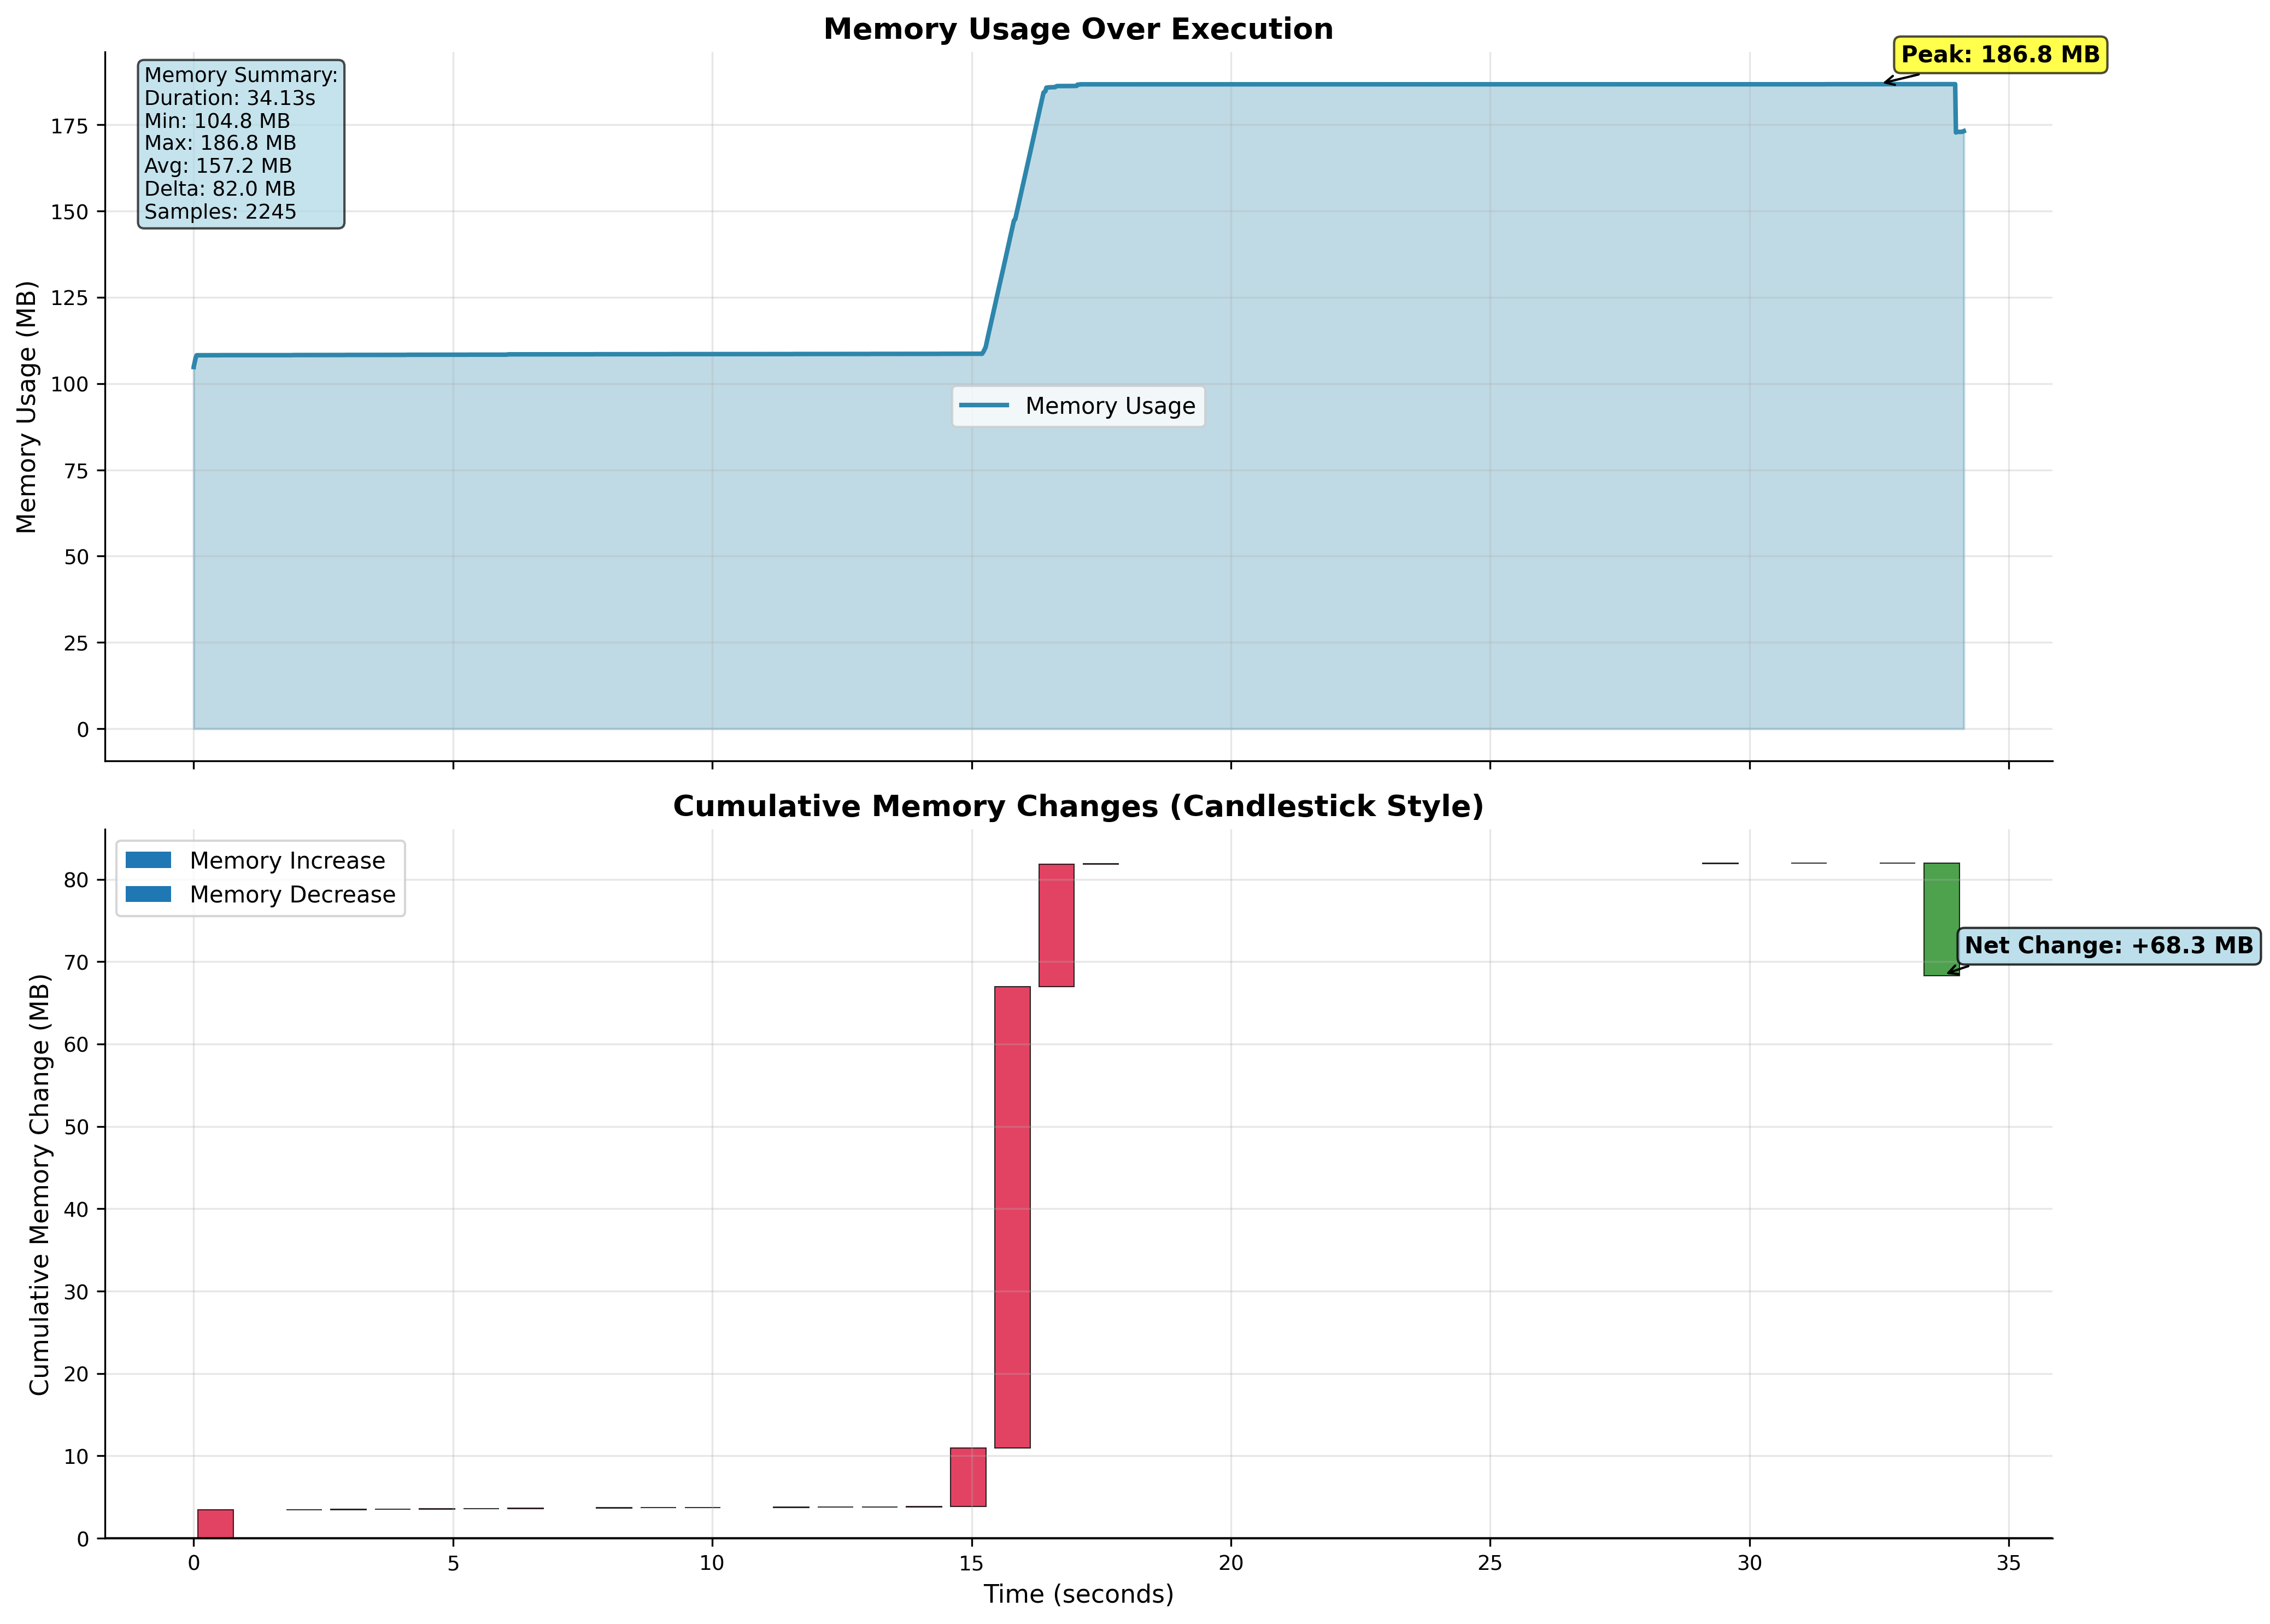 Memory Usage Over Execution
Peak: 186.8 MB
Memory Summary:
Duration: 34.13s
Min: 104.8 MB
Max: 186.8 MB
Avg: 157.2 MB
Delta: 82.0 MB
Samples: 2245
Memory Usage (MB)
175
150
125
100
75
50
25
0
Memory Usage
Cumulative Memory Changes (Candlestick Style)
Memory Increase
Memory Decrease
Net Change: +68.3 MB
Cumulative Memory Change (MB)
80
70
60
50
40
30
20
10
0
0 5 10 15 20 25 30 35
Time (seconds)